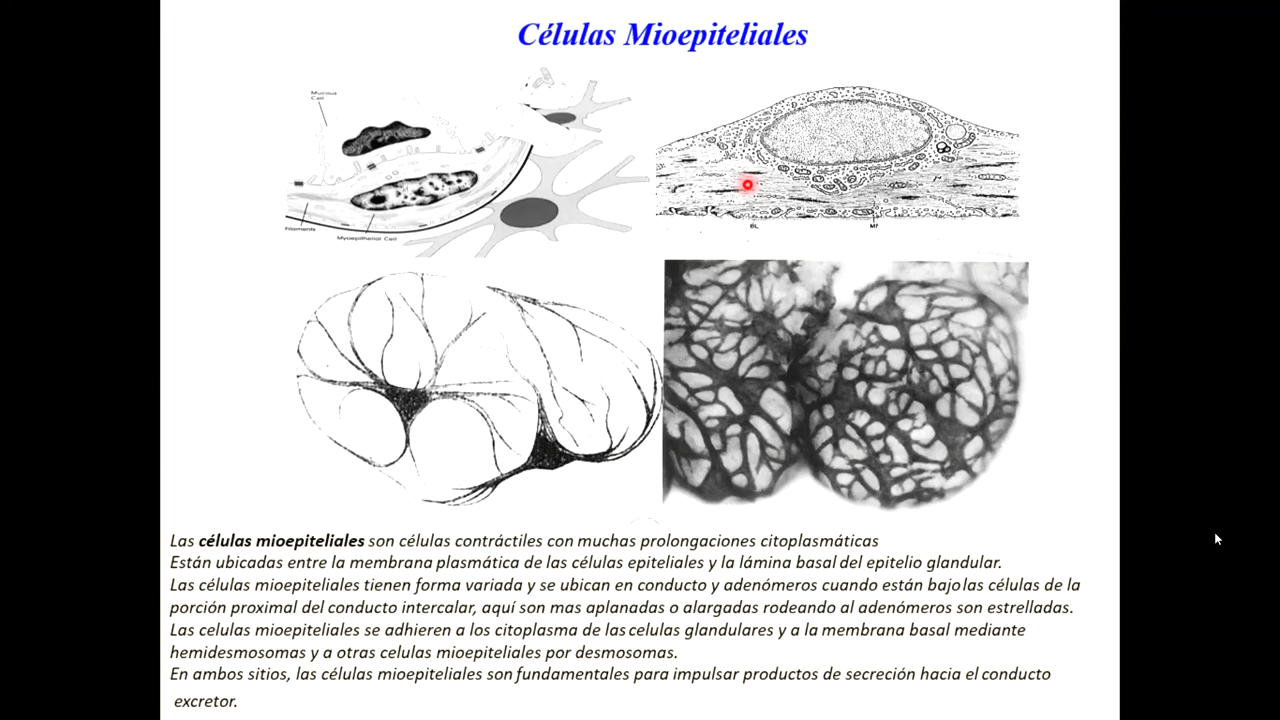 Células Mioepiteliales
Mucous
Cell
Filaments
Myoepithelial Cell
BL
Mf
Las células mioepiteliales son células contráctiles con muchas prolongaciones citoplasmáticas
Están ubicadas entre la membrana plasmática de las células epiteliales y la lámina basal del epitelio glandular.
Las células mioepiteliales tienen forma variada y se ubican en conducto y adenómeros cuando están bajo las células de la
porción proximal del conducto intercalar, aquí son mas aplanadas o alargadas rodeando al adenómeros son estrelladas.
Las celulas mioepiteliales se adhieren a los citoplasma de las celulas glandulares y a la membrana basal mediante
hemidesmosomas y a otras celulas mioepiteliales por desmosomas.
En ambos sitios, las células mioepiteliales son fundamentales para impulsar productos de secreción hacia el conducto
excretor.